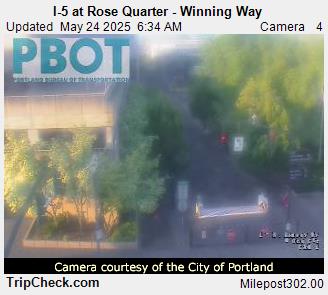 I-5 at Rose Quarter - Winning Way
Updated May 24 2025 6:34 AM Camera 4
PBOT
PORTLAND BUREAU OF TRANSPORTATION
Camera courtesy of the City of Portland
TripCheck.com Milepost302.00